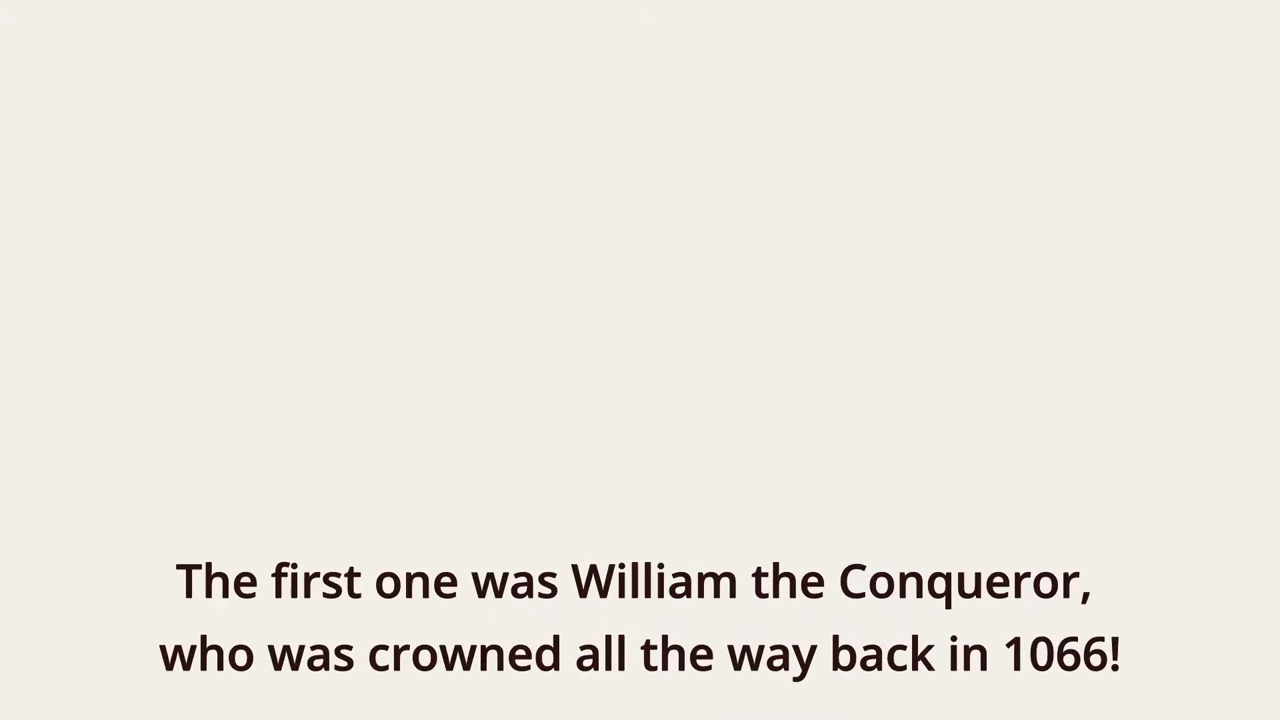 The first one was William the Conqueror,
who was crowned all the way back in 1066!